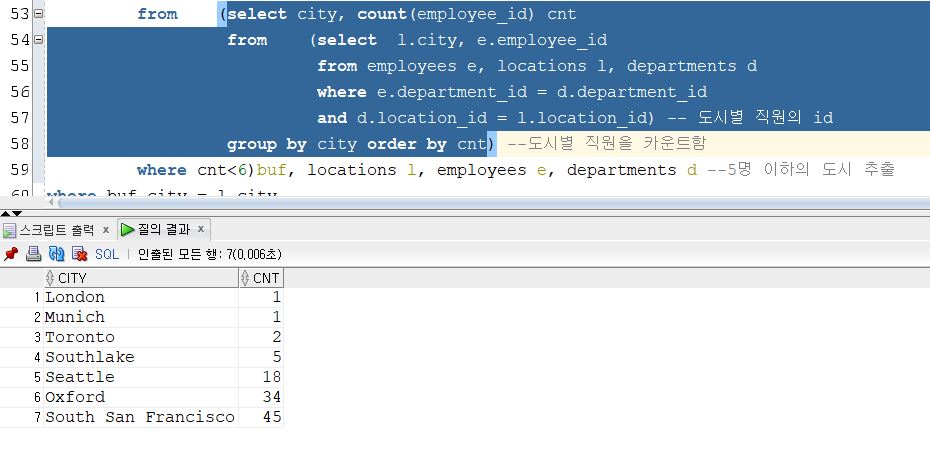 53 from (select city, count(employee_id) cnt
54 from (select l.city, e.employee_id
55 from employees e, locations l, departments d
56 where e.department_id = d.department_id
57 and d.location_id = l.location_id) -- 도시별 직원의 id
58 group by city order by cnt) --도시별 직원을 카운트함
59 where cnt<6)buf, locations l, employees e, departments d --5명 이하의 도시 추출
60 where buf.city = l.city
스크립트 출력 x 질의 결과 x
SQL | 인출된 모든 행: 7(0,006초)
CITY CNT
1 London 1
2 Munich 1
3 Toronto 2
4 Southlake 5
5 Seattle 18
6 Oxford 34
7 South San Francisco 45